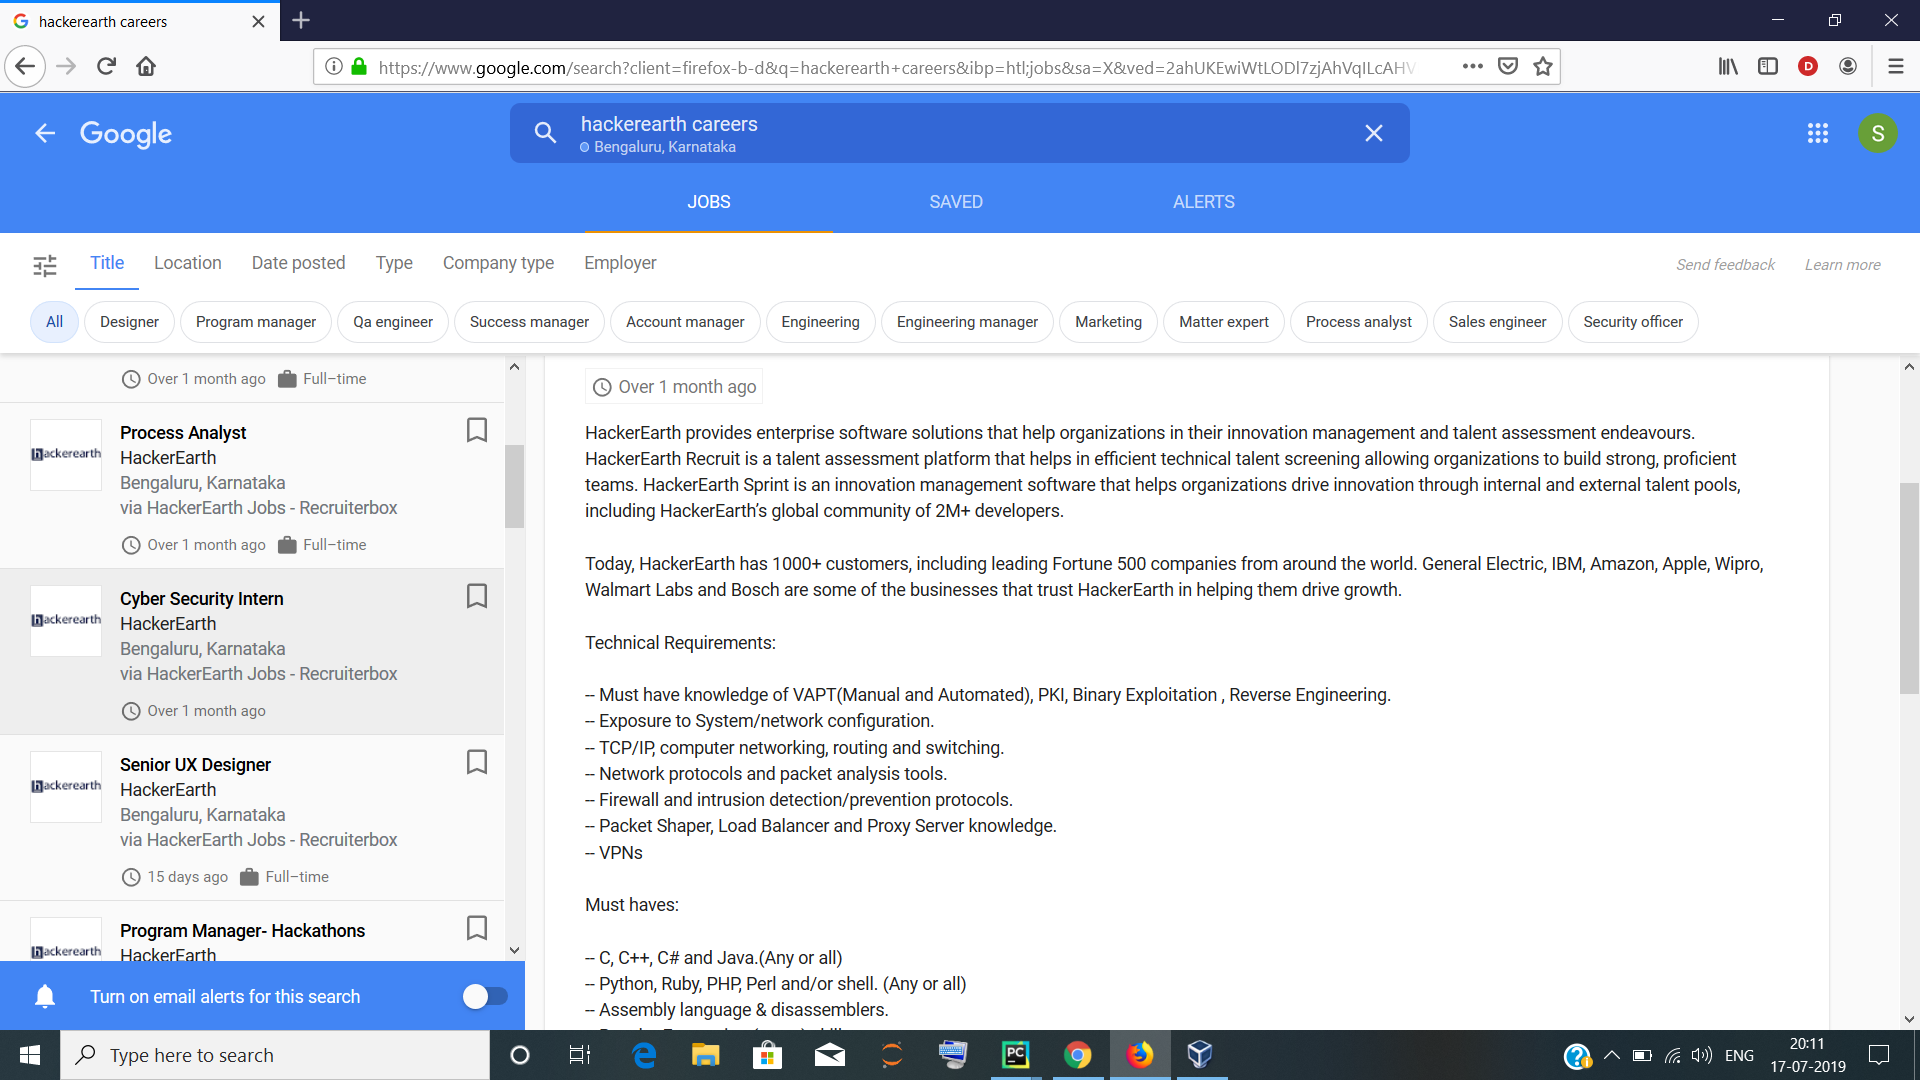 hackerearth careers
https://www.google.com/search?client=firefox-b-d&q=hackerearth+careers&ibp=htl;jobs&sa=X&ved=2ahUKEwiWtLODl7zjAhVqILcAHV
D
Google
hackerearth careers
Bengaluru, Karnataka
S
JOBS SAVED ALERTS
Title Location Date posted Type Company type Employer
Send feedback Learn more
All Designer Program manager Qa engineer Success manager Account manager Engineering Engineering manager Marketing Matter expert Process analyst Sales engineer Security officer
Over 1 month ago Full–time
hackerearth
Process Analyst
HackerEarth
Bengaluru, Karnataka
via HackerEarth Jobs - Recruiterbox
Over 1 month ago Full–time
hackerearth
Cyber Security Intern
HackerEarth
Bengaluru, Karnataka
via HackerEarth Jobs - Recruiterbox
Over 1 month ago
hackerearth
Senior UX Designer
HackerEarth
Bengaluru, Karnataka
via HackerEarth Jobs - Recruiterbox
15 days ago Full–time
hackerearth
Program Manager- Hackathons
HackerEarth
Turn on email alerts for this search
Over 1 month ago
HackerEarth provides enterprise software solutions that help organizations in their innovation management and talent assessment endeavours.
HackerEarth Recruit is a talent assessment platform that helps in efficient technical talent screening allowing organizations to build strong, proficient
teams. HackerEarth Sprint is an innovation management software that helps organizations drive innovation through internal and external talent pools,
including HackerEarth’s global community of 2M+ developers.
Today, HackerEarth has 1000+ customers, including leading Fortune 500 companies from around the world. General Electric, IBM, Amazon, Apple, Wipro,
Walmart Labs and Bosch are some of the businesses that trust HackerEarth in helping them drive growth.
Technical Requirements:
-- Must have knowledge of VAPT(Manual and Automated), PKI, Binary Exploitation , Reverse Engineering.
-- Exposure to System/network configuration.
-- TCP/IP, computer networking, routing and switching.
-- Network protocols and packet analysis tools.
-- Firewall and intrusion detection/prevention protocols.
-- Packet Shaper, Load Balancer and Proxy Server knowledge.
-- VPNs
Must haves:
-- C, C++, C# and Java.(Any or all)
-- Python, Ruby, PHP, Perl and/or shell. (Any or all)
-- Assembly language & disassemblers.
Type here to search
PC
ENG
20:11
17-07-2019